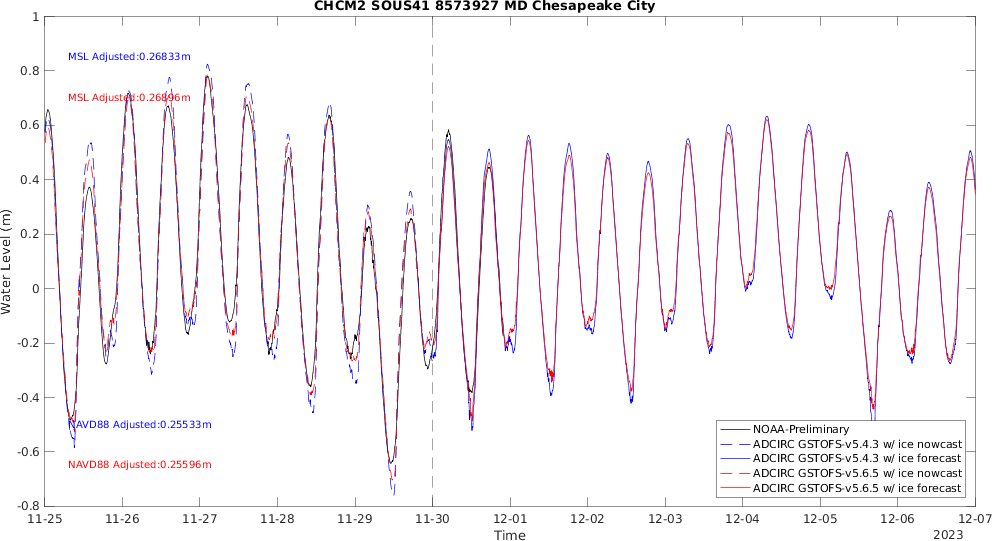 CHCM2 SOUS41 8573927 MD Chesapeake City
1
0.8
0.6
0.4
0.2
0
-0.2
-0.4
-0.6
-0.8
Water Level (m)
MSL Adjusted:0.26833m
MSL Adjusted:0.26896m
NAVD88 Adjusted:0.25533m
NAVD88 Adjusted:0.25596m
NOAA-Preliminary
ADCIRC GSTOFS-v5.4.3 w/ ice nowcast
ADCIRC GSTOFS-v5.4.3 w/ ice forecast
ADCIRC GSTOFS-v5.6.5 w/ ice nowcast
ADCIRC GSTOFS-v5.6.5 w/ ice forecast
11-25 11-26 11-27 11-28 11-29 11-30 12-01 12-02 12-03 12-04 12-05 12-06 12-07
Time
2023